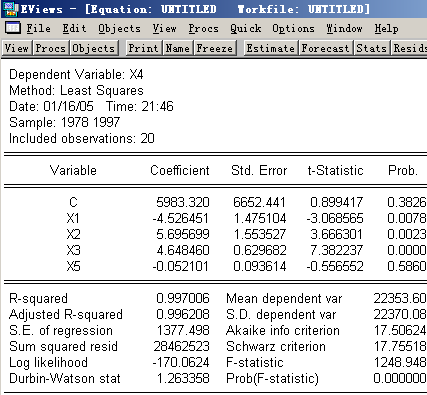 EViews - [Equation: UNTITLED Workfile: UNTITLED]
File Edit Objects View Procs Quick Options Window Help
View Procs Objects Print Name Freeze Estimate Forecast Stats Resids
Dependent Variable: X4
Method: Least Squares
Date: 01/16/05 Time: 21:46
Sample: 1978 1997
Included observations: 20
Variable Coefficient Std. Error t-Statistic Prob.
C 5983.320 6652.441 0.899417 0.3826
X1 -4.526451 1.475104 -3.068565 0.0078
X2 5.695699 1.553527 3.666301 0.0023
X3 4.648460 0.629682 7.382237 0.0000
X5 -0.052101 0.093614 -0.556552 0.5860
R-squared 0.997006 Mean dependent var 22353.60
Adjusted R-squared 0.996208 S.D. dependent var 22370.08
S.E. of regression 1377.498 Akaike info criterion 17.50624
Sum squared resid 28462523 Schwarz criterion 17.75518
Log likelihood -170.0624 F-statistic 1248.948
Durbin-Watson stat 1.263358 Prob(F-statistic) 0.000000